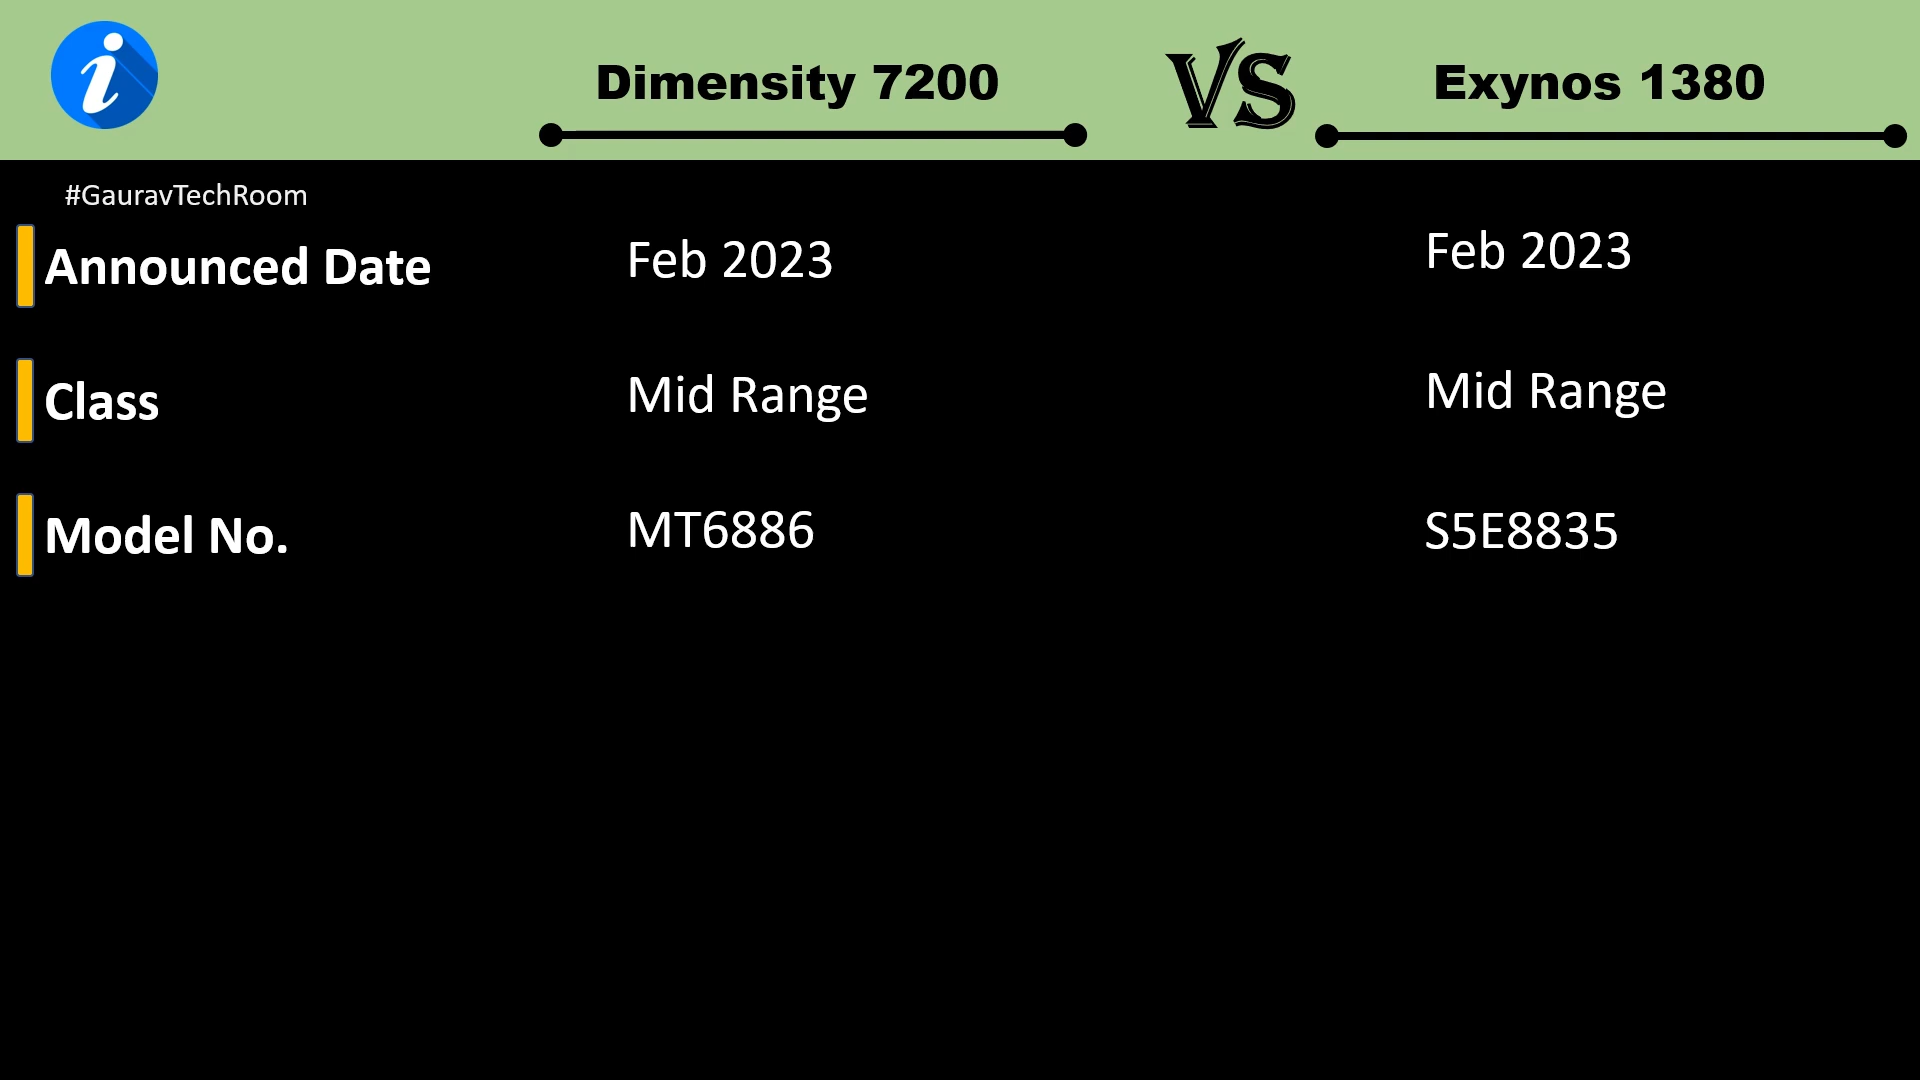 Dimensity 7200 VS Exynos 1380
#GauravTechRoom
Announced Date Feb 2023 Feb 2023
Class Mid Range Mid Range
Model No. MT6886 S5E8835